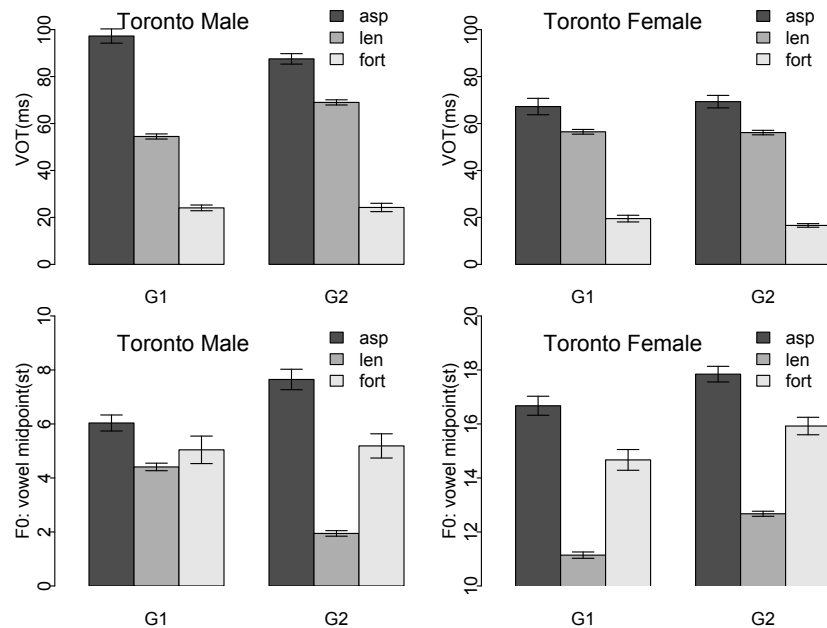 Toronto Male
asp
len
fort
VOT(ms)
0 20 40 60 80 100
G1 G2
Toronto Female
asp
len
fort
VOT(ms)
0 20 40 60 80 100
G1 G2
Toronto Male
asp
len
fort
F0: vowel midpoint(st)
0 2 4 6 8 10
G1 G2
Toronto Female
asp
len
fort
F0: vowel midpoint(st)
10 12 14 16 18 20
G1 G2